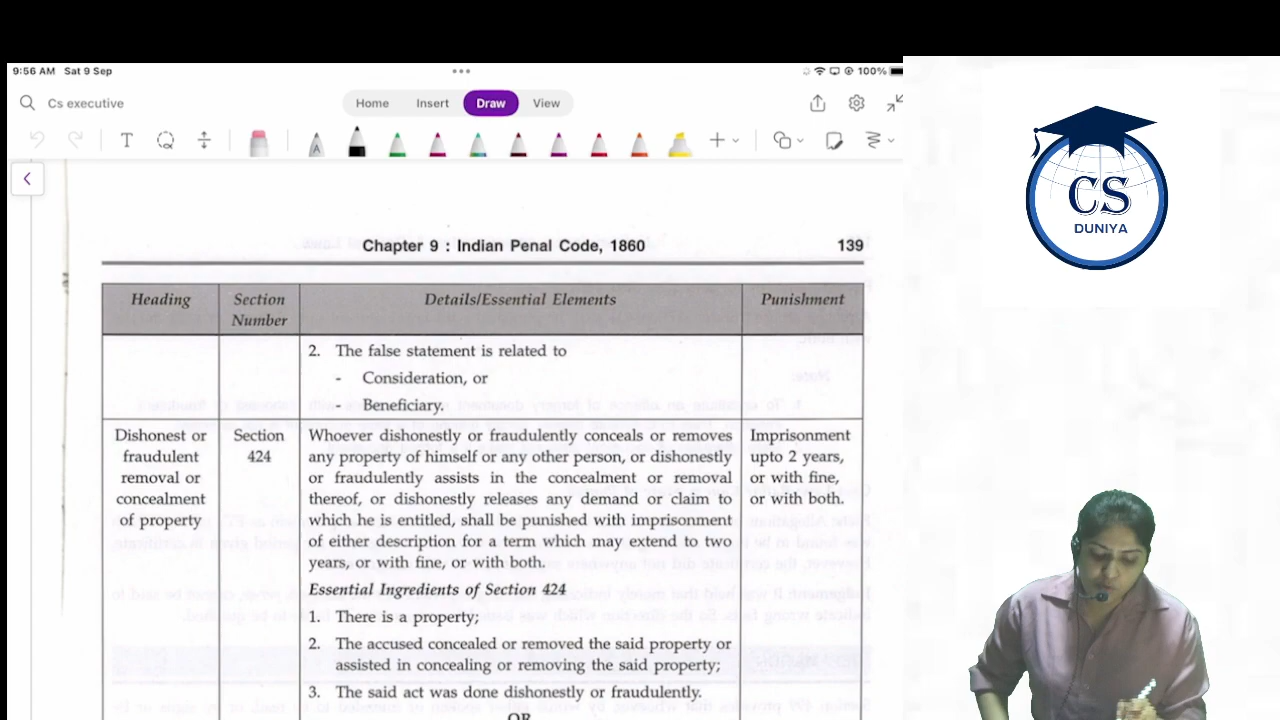 9:56 AM Sat 9 Sep
100%
Cs executive
Home Insert Draw View
T
A
CS
DUNIYA
Chapter 9 : Indian Penal Code, 1860 139
Heading Section Number Details/Essential Elements Punishment
2. The false statement is related to
- Consideration, or
- Beneficiary.
Dishonest or
fraudulent
removal or
concealment
of property
Section
424
Whoever dishonestly or fraudulently conceals or removes
any property of himself or any other person, or dishonestly
or fraudulently assists in the concealment or removal
thereof, or dishonestly releases any demand or claim to
which he is entitled, shall be punished with imprisonment
of either description for a term which may extend to two
years, or with fine, or with both.
Essential Ingredients of Section 424
1. There is a property;
2. The accused concealed or removed the said property or
assisted in concealing or removing the said property;
3. The said act was done dishonestly or fraudulently.
OR
Imprisonment
upto 2 years,
or with fine,
or with both.